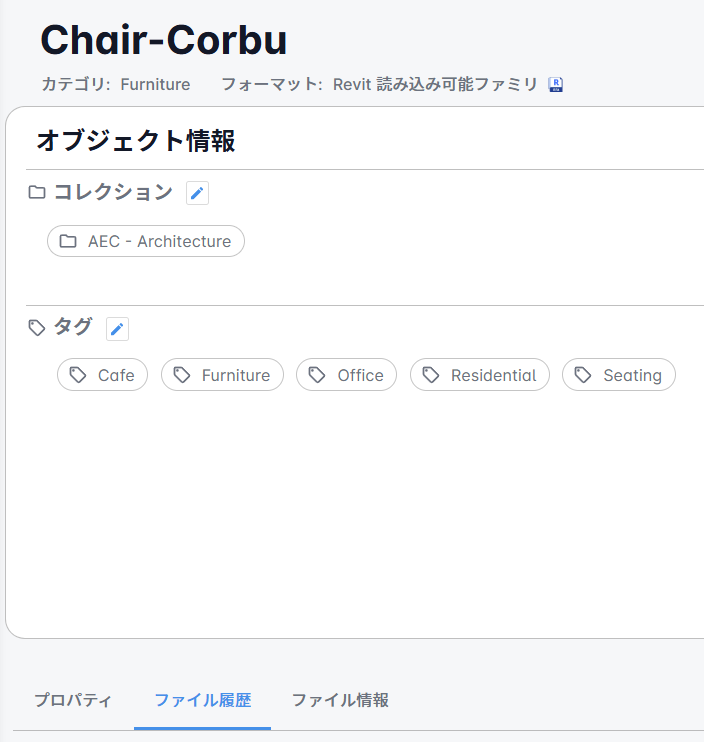 Chair-Corbu
カテゴリ: Furniture フォーマット: Revit 読み込み可能ファミリ
オブジェクト情報
コレクション
AEC - Architecture
タグ
Cafe Furniture Office Residential Seating
プロパティ ファイル履歴 ファイル情報